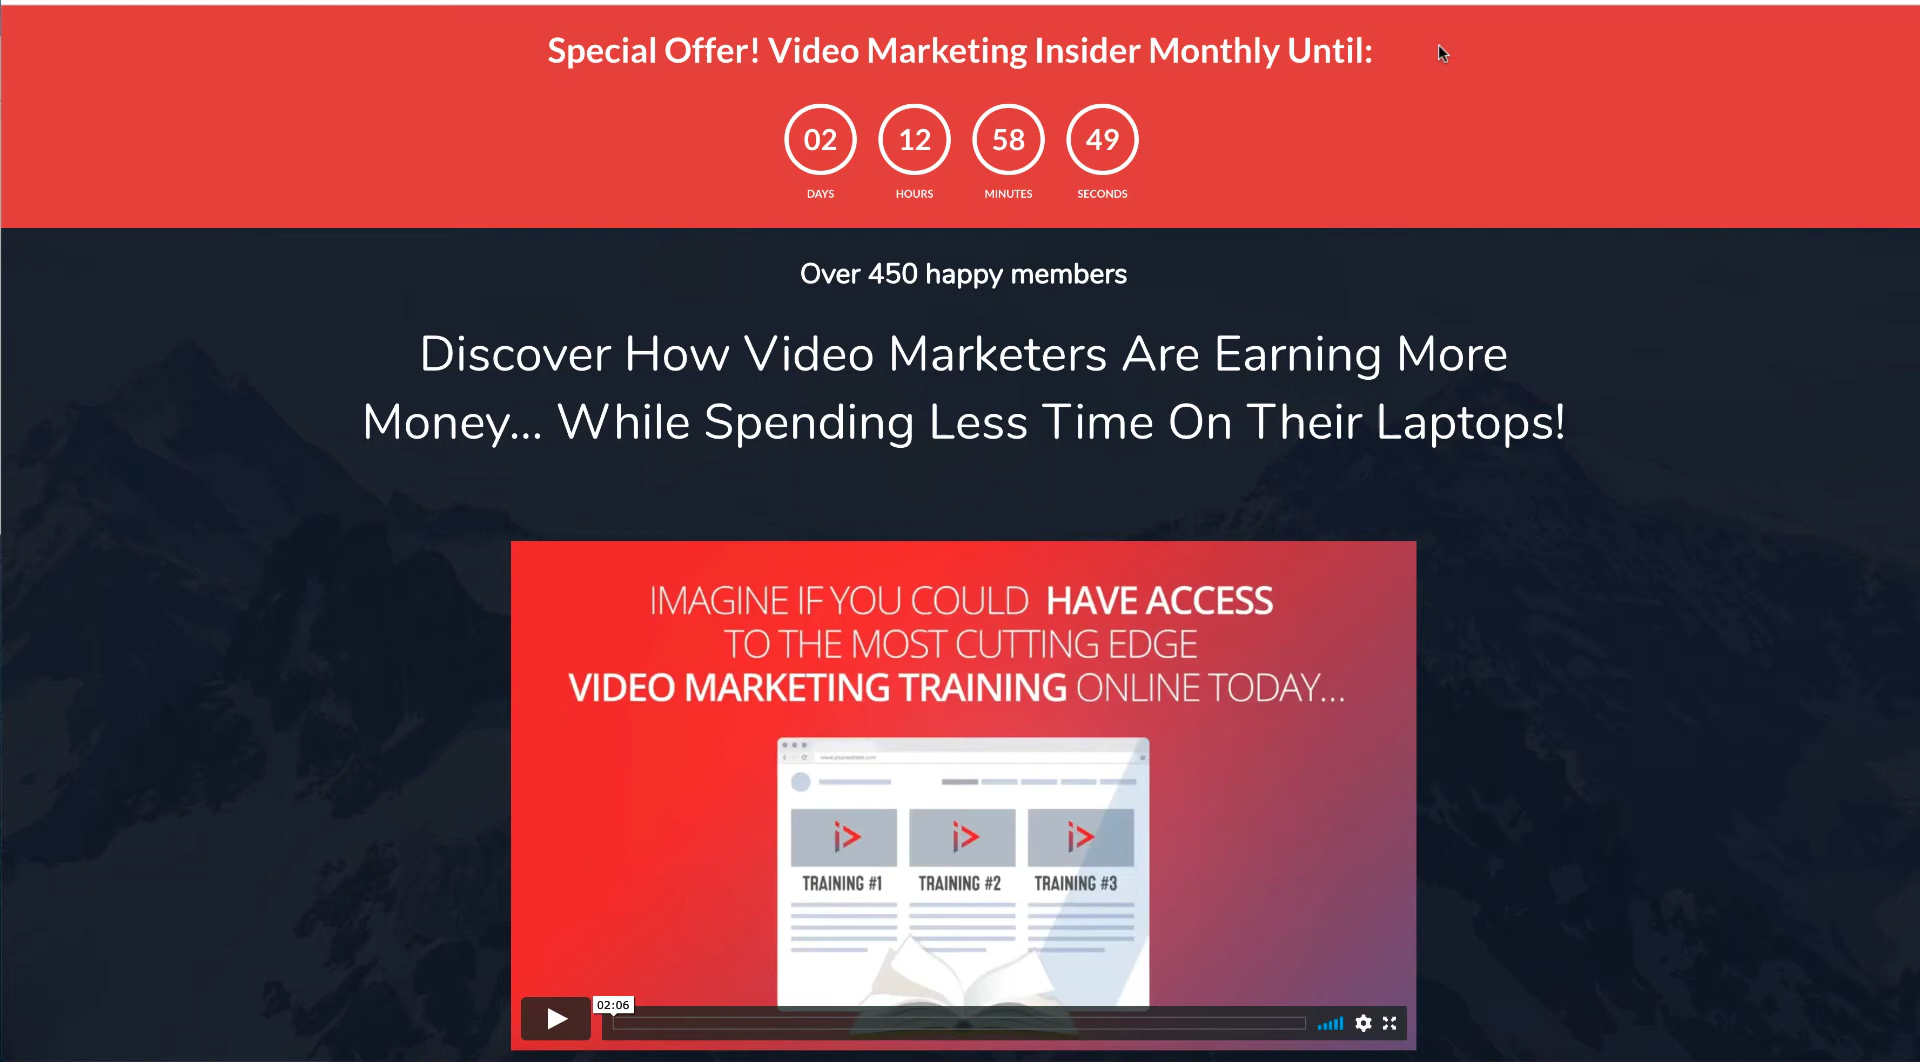 Special Offer! Video Marketing Insider Monthly Until:
02 12 58 49
DAYS HOURS MINUTES SECONDS
Over 450 happy members
Discover How Video Marketers Are Earning More
Money... While Spending Less Time On Their Laptops!
IMAGINE IF YOU COULD HAVE ACCESS
TO THE MOST CUTTING EDGE
VIDEO MARKETING TRAINING ONLINE TODAY...
www.yourwebsite.com
TRAINING #1 TRAINING #2 TRAINING #3
02:06